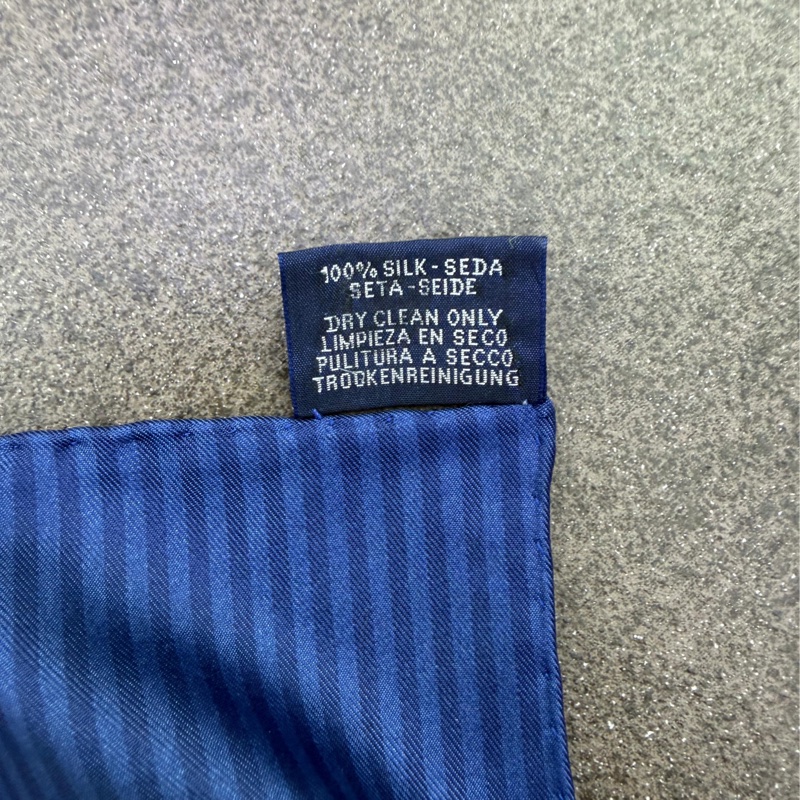 100% SILK-SEDA
SETA-SEIDE
DRY CLEAN ONLY
LIMPIEZA EN SECO
PULITURA A SECCO
TROCKENREINIGUNG